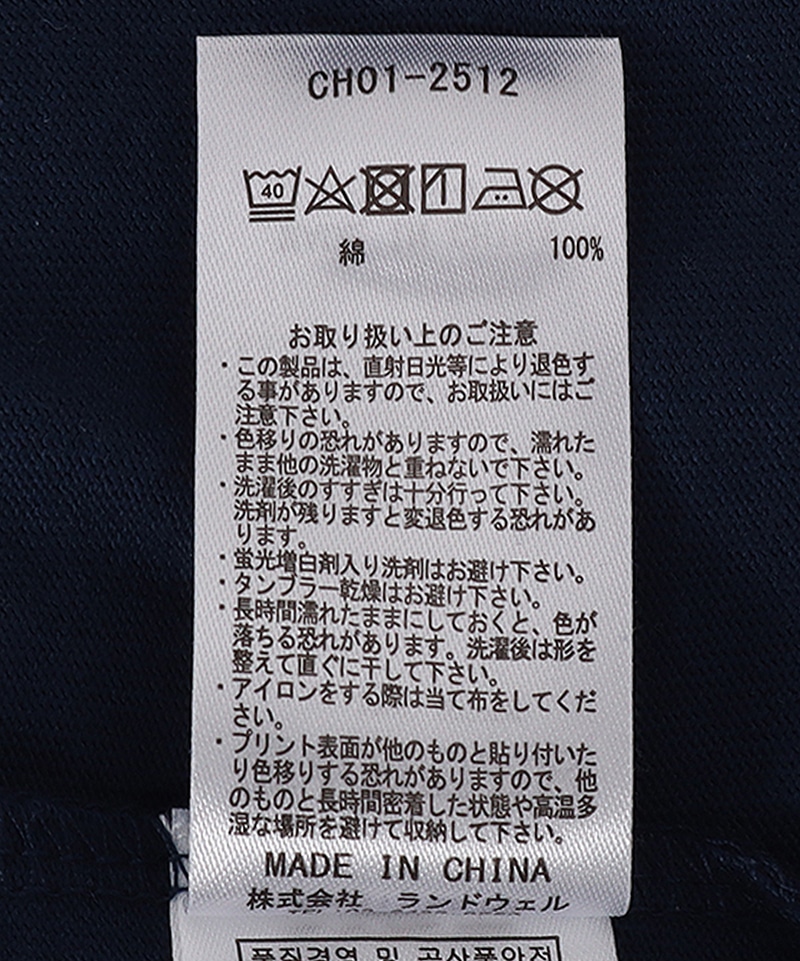 CH01-2512
40
綿 100%
お取り扱い上のご注意
・この製品は、直射日光等により退色す
る事がありますので、お取扱いにはご
注意下さい。
・色移りの恐れがありますので、濡れた
まま他の洗濯物と重ねないで下さい。
・洗濯後のすすぎは十分行って下さい。
洗剤が残りますと変退色する恐れがあ
ります。
・蛍光増白剤入り洗剤はお避け下さい。
・タンブラー乾燥はお避け下さい。
・長時間濡れたままにしておくと、色が
落ちる恐れがあります。洗濯後は形を
整えて直ぐに干して下さい。
・アイロンをする際は当て布をしてくだ
さい。
・プリント表面が他のものと貼り付いた
り色移りする恐れがありますので、他
のものと長時間密着した状態や高温多
湿な場所を避けて収納して下さい。
MADE IN CHINA
株式会社 ランドウェル
품질경영 및 공산품안전